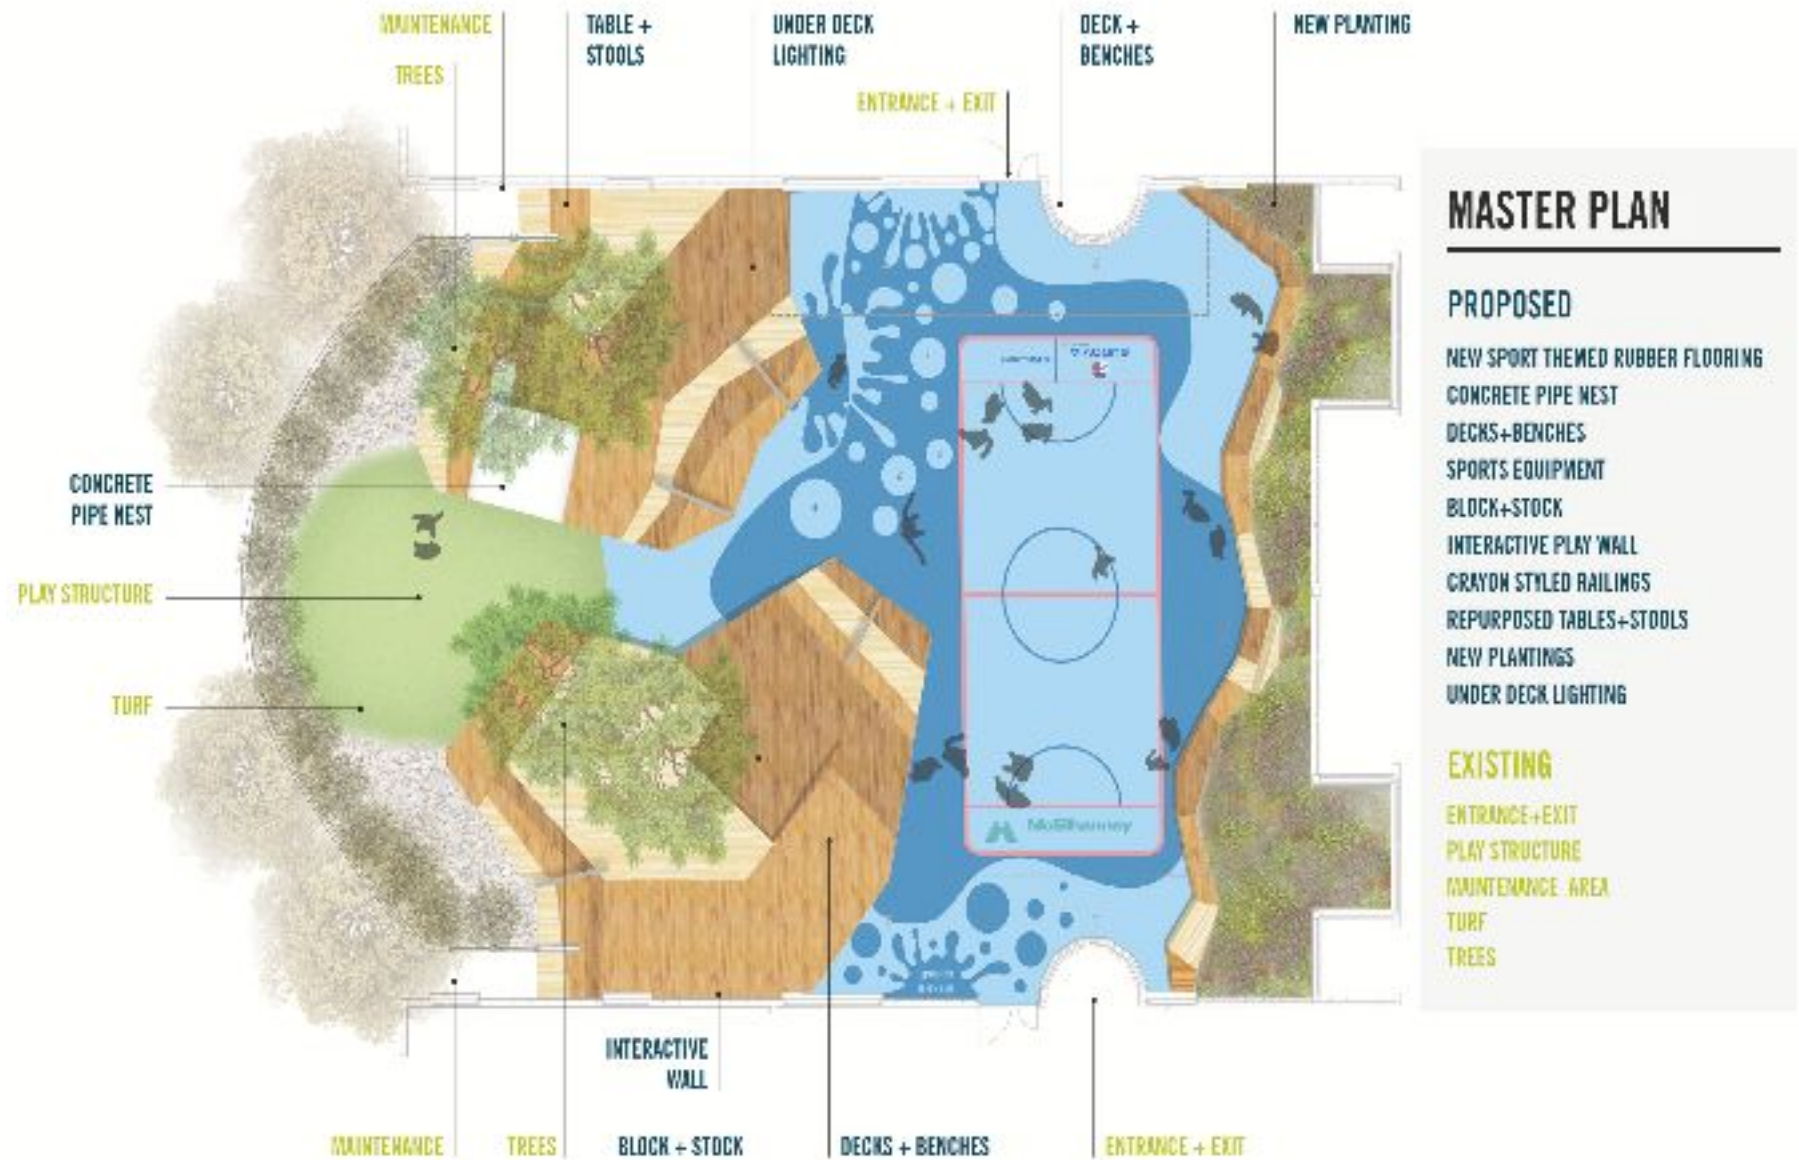 MAINTENANCE
TREES
TABLE +
STOOLS
UNDER DECK
LIGHTING
ENTRANCE + EXIT
DECK +
BENCHES
NEW PLANTING
CONCRETE
PIPE NEST
PLAY STRUCTURE
TURF
McElhanney
INTERACTIVE
WALL
MAINTENANCE
TREES
BLOCK + STOCK
DECKS + BENCHES
ENTRANCE + EXIT
MASTER PLAN
PROPOSED
NEW SPORT THEMED RUBBER FLOORING
CONCRETE PIPE NEST
DECKS+BENCHES
SPORTS EQUIPMENT
BLOCK+STOCK
INTERACTIVE PLAY WALL
CRAYON STYLED RAILINGS
REPURPOSED TABLES+STOOLS
NEW PLANTINGS
UNDER DECK LIGHTING
EXISTING
ENTRANCE+EXIT
PLAY STRUCTURE
MAINTENANCE AREA
TURF
TREES